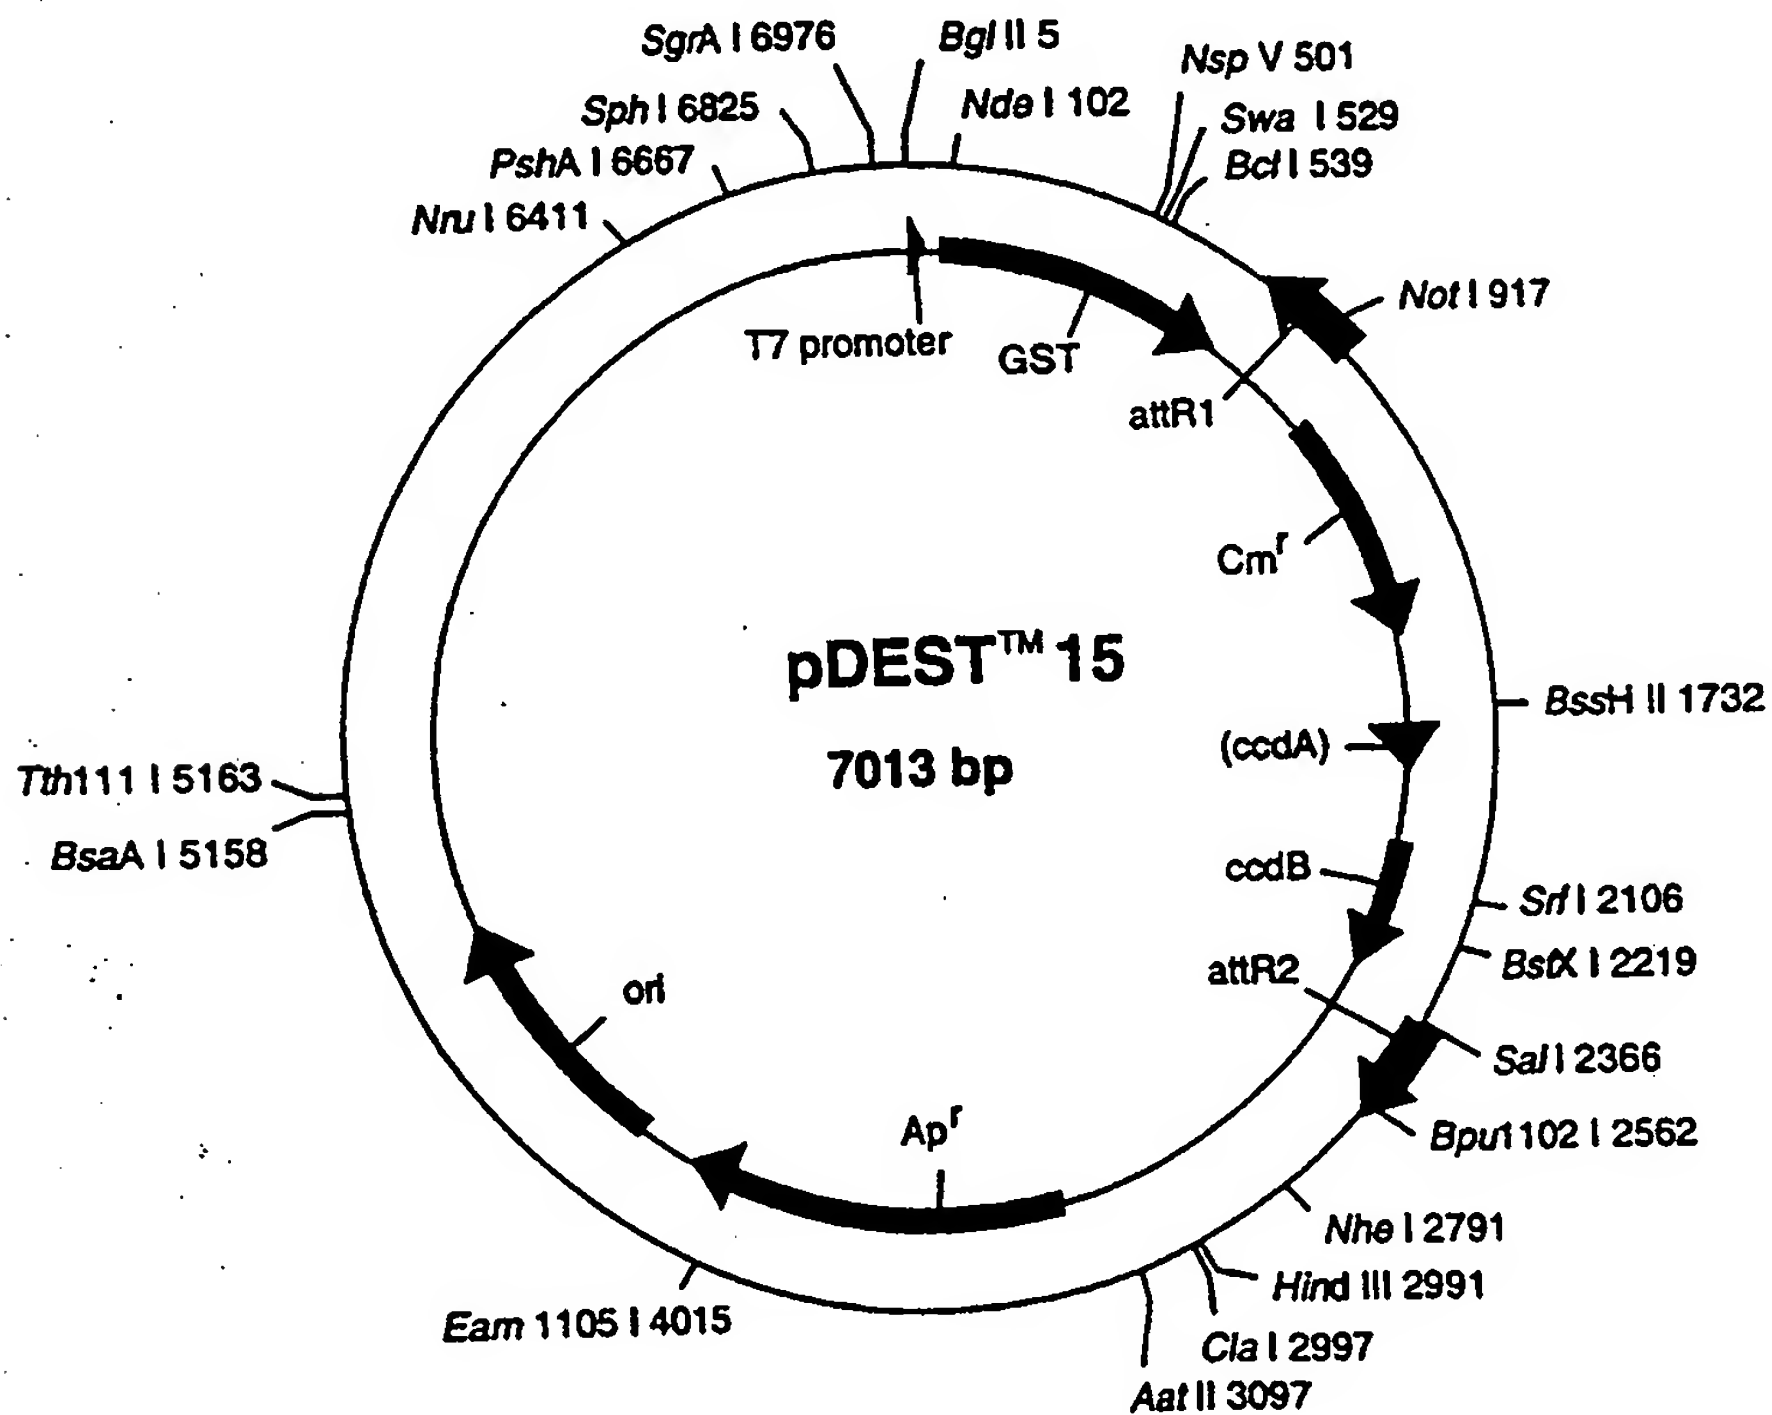 SgrA I 6976
Bgl II 5
Nsp V 501
Sph I 6825
Nde I 102
Swa I 529
PshA I 6667
Bcl I 539
Nru I 6411
Not I 917
T7 promoter
GST
attR1
Cmr
pDEST™ 15
7013 bp
BssH II 1732
(ccdA)
Tth111 I 5163
BsaA I 5158
ccdB
Srf I 2106
BstX I 2219
attR2
ori
Sal I 2366
Apr
Bpu1102 I 2562
Nhe I 2791
Hind III 2991
Eam 1105 I 4015
Cla I 2997
Aat II 3097